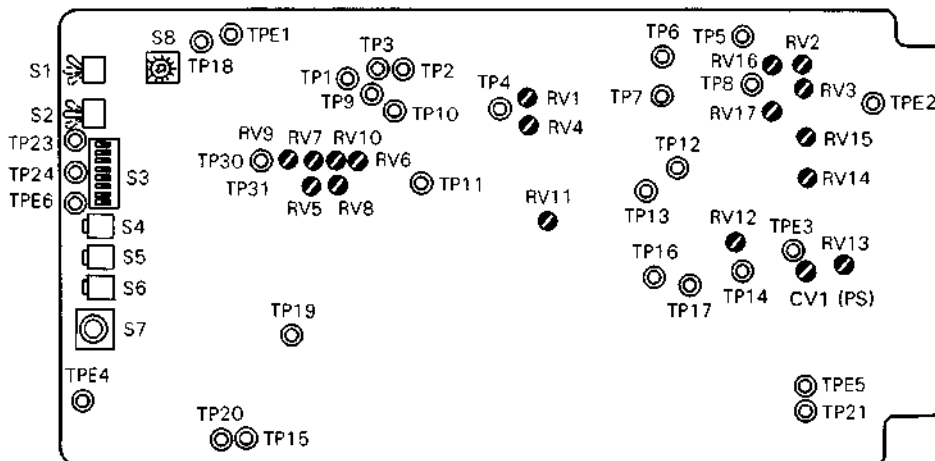 S8
TPE1
TP18
S1
S2
TP3
TP1
TP2
TP9
TP10
TP6
TP5
RV16
RV2
TP4
RV1
TP7
TP8
RV3
RV17
TPE2
RV4
RV15
TP23
TP24
TPE6
S3
RV9
RV7
RV10
TP30
RV6
TP31
RV5
RV8
TP11
TP12
TP13
RV14
RV11
RV12
TPE3
RV13
S4
S5
S6
S7
TP16
TP17
TP14
CV1 (PS)
TP19
TPE4
TPE5
TP21
TP20
TP15